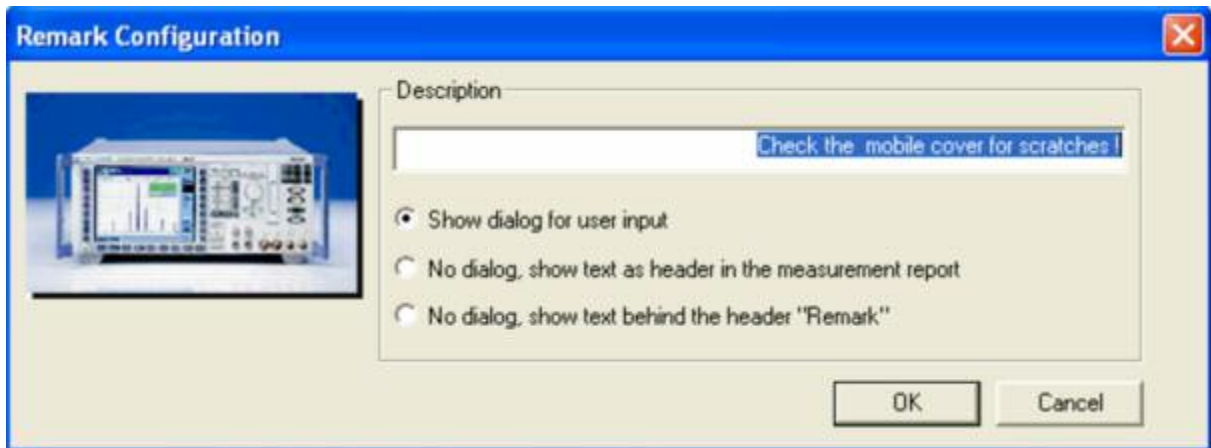 Remark Configuration
Description
Check the  mobile cover for scratches !
Show dialog for user input
No dialog, show text as header in the measurement report
No dialog, show text behind the header "Remark"
OK
Cancel